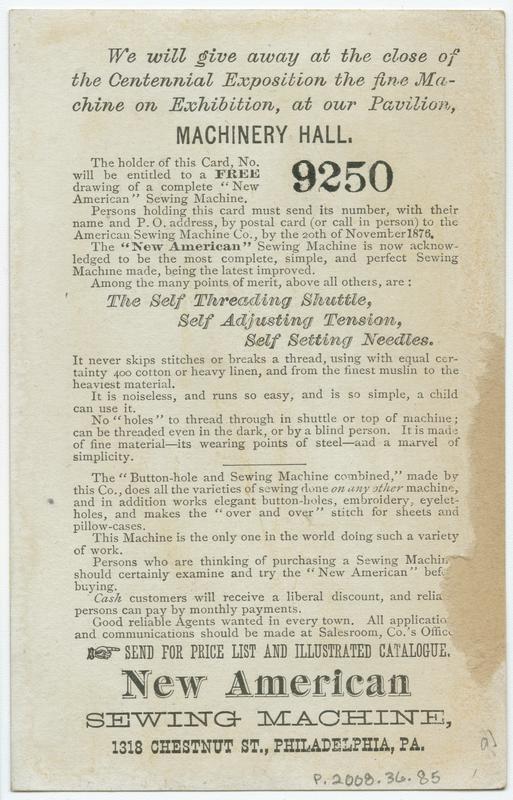 We will give away at the close of
the Centennial Exposition the fine Ma-
chine on Exhibition, at our Pavilion,
MACHINERY HALL.
The holder of this Card, No.
will be entitled to a FREE
drawing of a complete "New
American" Sewing Machine.
9250
Persons holding this card must send its number, with their
name and P. O. address, by postal card (or call in person) to the
American Sewing Machine Co., by the 20th of November 1876.
The "New American" Sewing Machine is now acknow-
ledged to be the most complete, simple, and perfect Sewing
Machine made, being the latest improved.
Among the many points of merit, above all others, are:
The Self Threading Shuttle,
Self Adjusting Tension,
Self Setting Needles.
It never skips stitches or breaks a thread, using with equal cer-
tainty 400 cotton or heavy linen, and from the finest muslin to the
heaviest material.
It is noiseless, and runs so easy, and is so simple, a child
can use it.
No "holes" to thread through in shuttle or top of machine;
can be threaded even in the dark, or by a blind person. It is made
of fine material—its wearing points of steel—and a marvel of
simplicity.
The "Button-hole and Sewing Machine combined," made by
this Co., does all the varieties of sewing done on any other machine,
and in addition works elegant button-holes, embroidery, eyelet-
holes, and makes the "over and over" stitch for sheets and
pillow-cases.
This Machine is the only one in the world doing such a variety
of work.
Persons who are thinking of purchasing a Sewing Machin
should certainly examine and try the "New American" befo
buying.
Cash customers will receive a liberal discount, and relia
persons can pay by monthly payments.
Good reliable Agents wanted in every town. All applicatio
and communications should be made at Salesroom, Co.'s Office
SEND FOR PRICE LIST AND ILLUSTRATED CATALOGUE.
New American
SEWING MACHINE,
1318 CHESTNUT ST., PHILADELPHIA, PA.
P.2008.36.85